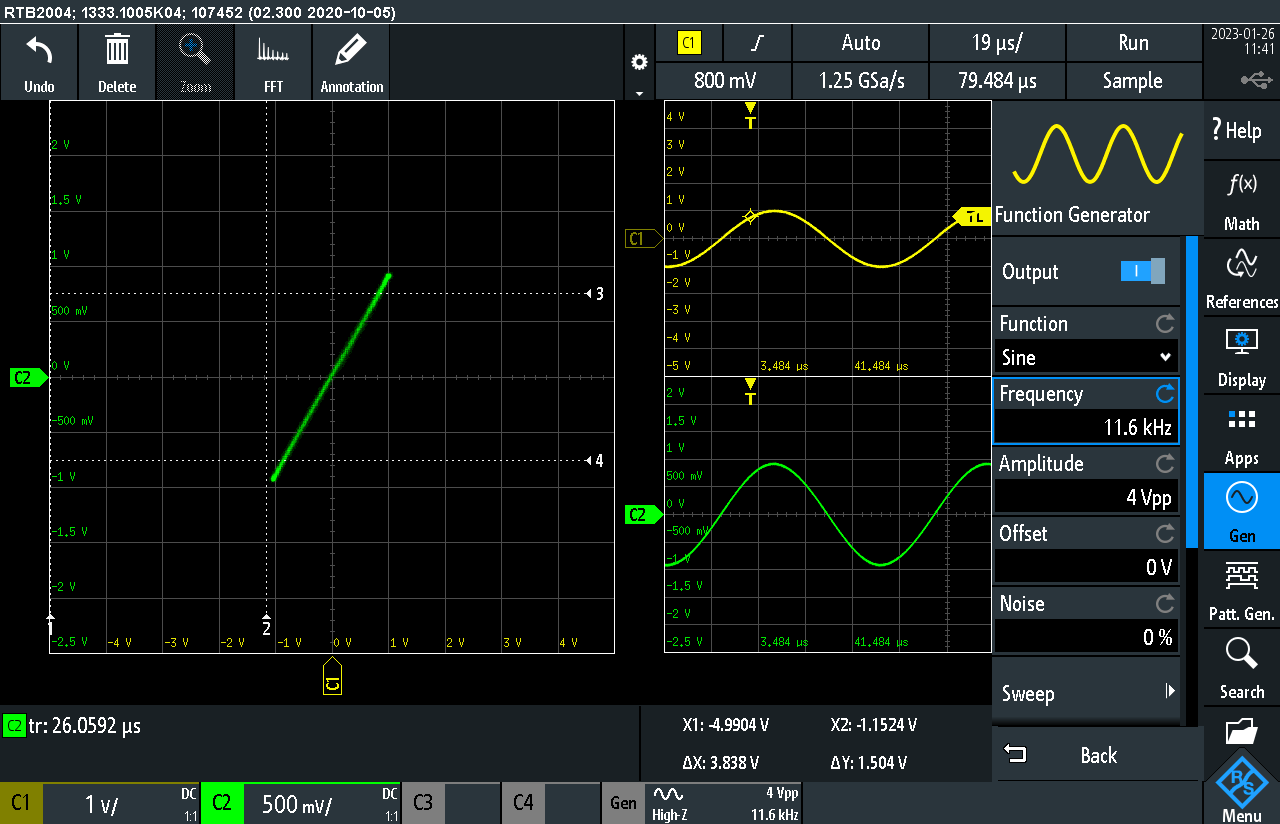 RTB2004; 1333.1005K04; 107452 (02.300 2020-10-05)
Undo
Delete
Zoom
FFT
Annotation
C1
Auto
19 µs/
Run
800 mV
1.25 GSa/s
79.484 µs
Sample
2023-01-26
11:41
2 V
1.5 V
1 V
500 mV
0 V
-500 mV
-1 V
-1.5 V
-2 V
-2.5 V
-4 V
-3 V
-2 V
-1 V
0 V
1 V
2 V
3 V
4 V
3
4
1
2
C2
C1
4 V
3 V
2 V
1 V
0 V
-1 V
-2 V
-3 V
-4 V
-5 V
3.484 µs
41.484 µs
T
TL
C1
2 V
1.5 V
1 V
500 mV
0 V
-500 mV
-1 V
-1.5 V
-2 V
-2.5 V
3.484 µs
41.484 µs
T
C2
Function Generator
Output
I
Function
Sine
Frequency
11.6 kHz
Amplitude
4 Vpp
Offset
0 V
Noise
0 %
Sweep
Back
? Help
f(x)
Math
References
Display
Apps
Gen
Patt. Gen.
Search
R S
Menu
C2 tr: 26.0592 µs
X1: -4.9904 V
X2: -1.1524 V
ΔX: 3.838 V
ΔY: 1.504 V
C1
1 V/
DC
1:1
C2
500 mV/
DC
1:1
C3
C4
Gen
High-Z
4 Vpp
11.6 kHz